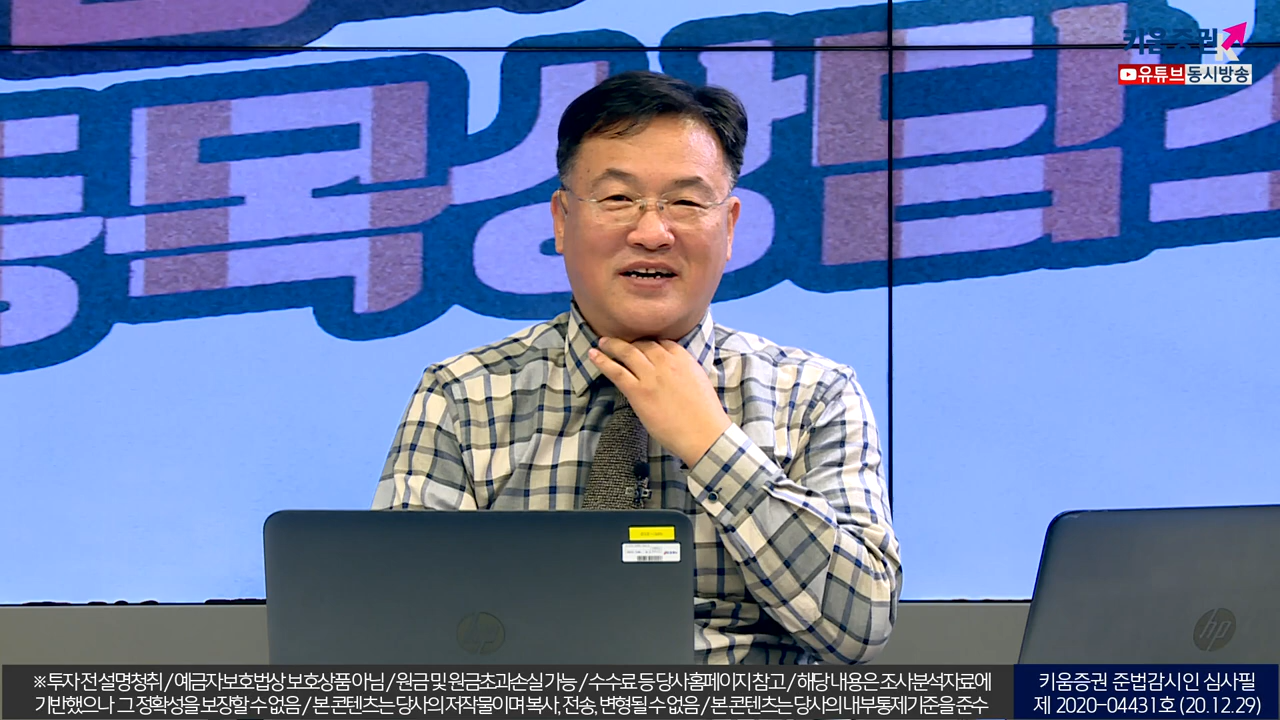 종목상담소
키움증권
유튜브동시방송
hp
hp
※ 투자 전 설명청취 / 예금자보호법상 보호상품 아님 / 원금 및 원금초과손실 가능 / 수수료 등 당사홈페이지 참고 / 해당 내용은 조사분석자료에
기반했으나 그 정확성을 보장할 수 없음 / 본 콘텐츠는 당사의 저작물이며 복사, 전송, 변형될 수 없음 / 본 콘텐츠는 당사의 내부통제기준을 준수
키움증권 준법감시인 심사필
제 2020-04431호 (20.12.29)